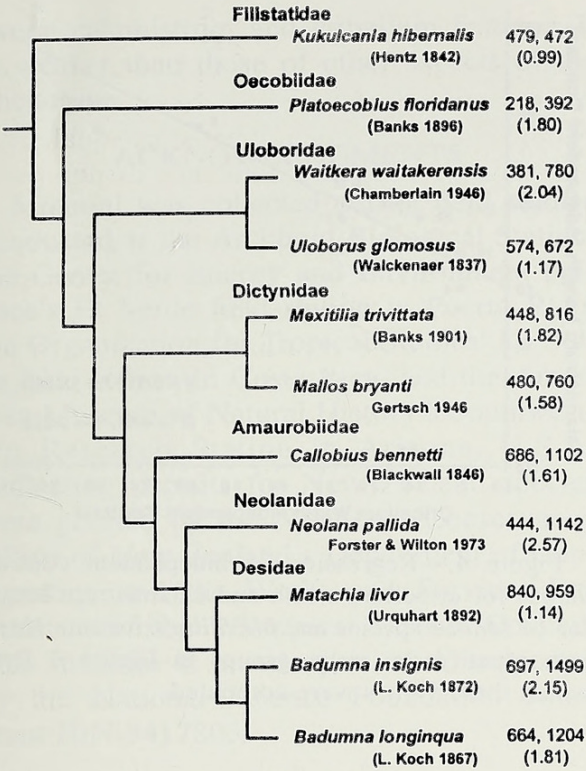 Filistatidae
Kukulcania hibernalis 479, 472
(Hentz 1842) (0.99)
Oecobiidae
Platoecobius floridanus 218, 392
(Banks 1896) (1.80)
Uloboridae
Waitkera waitakerensis 381, 780
(Chamberlain 1946) (2.04)
Uloborus glomosus 574, 672
(Walckenaer 1837) (1.17)
Dictynidae
Mexitilia trivittata 448, 816
(Banks 1901) (1.82)
Mallos bryanti 480, 760
Gertsch 1946 (1.58)
Amaurobiidae
Callobius bennetti 686, 1102
(Blackwall 1846) (1.61)
Neolanidae
Neolana pallida 444, 1142
Forster & Wilton 1973 (2.57)
Desidae
Matachia livor 840, 959
(Urquhart 1892) (1.14)
Badumna insignis 697, 1499
(L. Koch 1872) (2.15)
Badumna longinqua 664, 1204
(L. Koch 1867) (1.81)